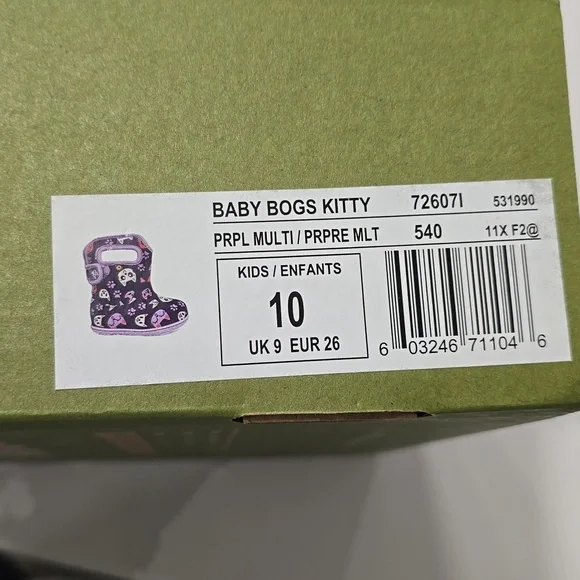 BABY BOGS KITTY 72607I 531990
PRPL MULTI / PRPRE MLT 540 11X F2@
KIDS / ENFANTS
10
UK 9 EUR 26
6 03246 71104 6